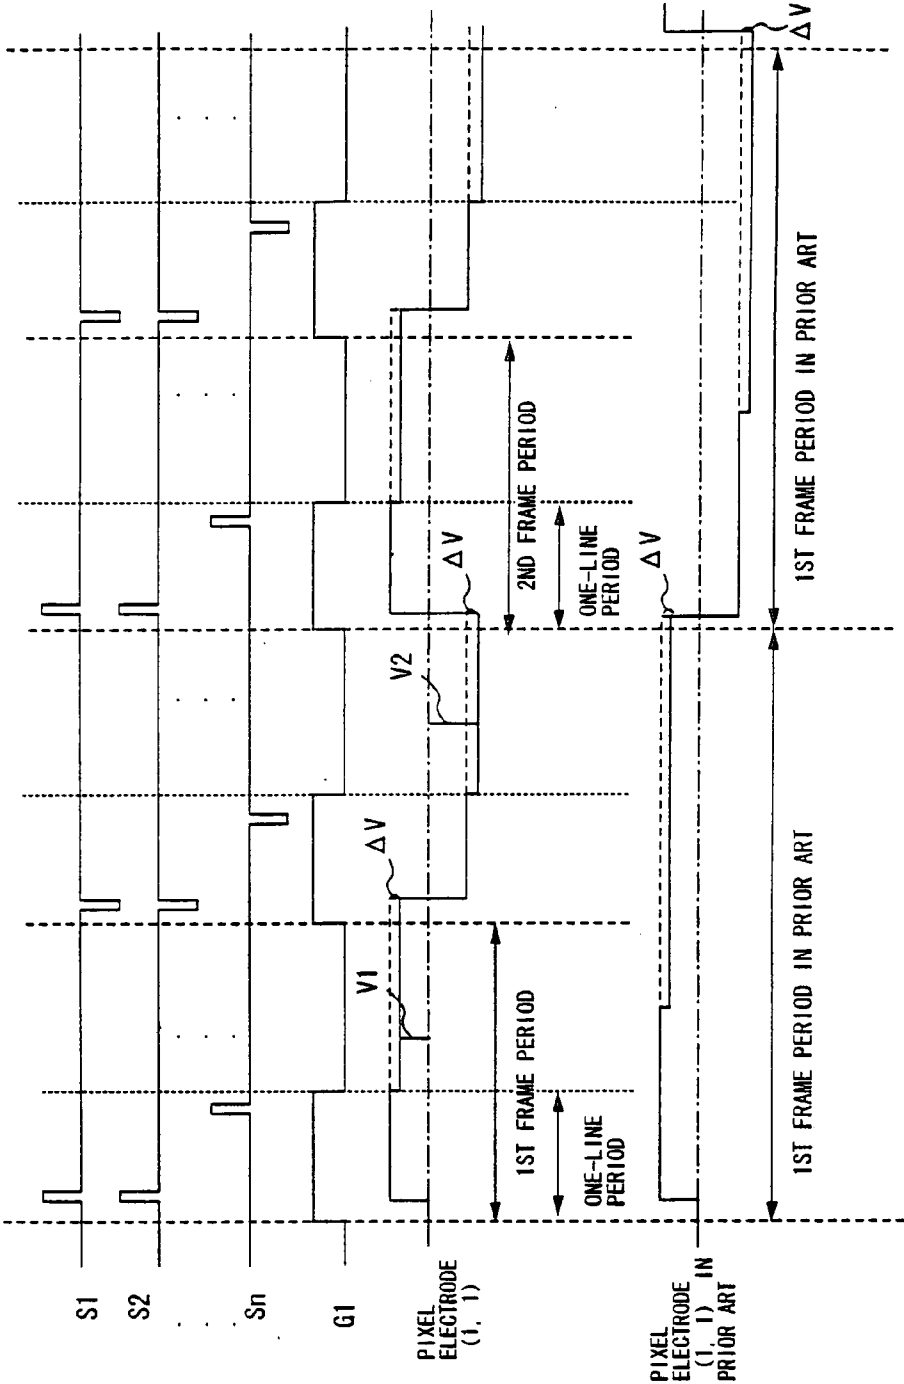 S1
S2
Sn
G1
PIXEL
ELECTRODE
(1, 1)
V1
ΔV
V2
ΔV
1ST FRAME PERIOD
2ND FRAME PERIOD
ONE-LINE
PERIOD
ONE-LINE
PERIOD
PIXEL
ELECTRODE
(1, 1) IN
PRIOR ART
ΔV
ΔV
1ST FRAME PERIOD IN PRIOR ART
1ST FRAME PERIOD IN PRIOR ART